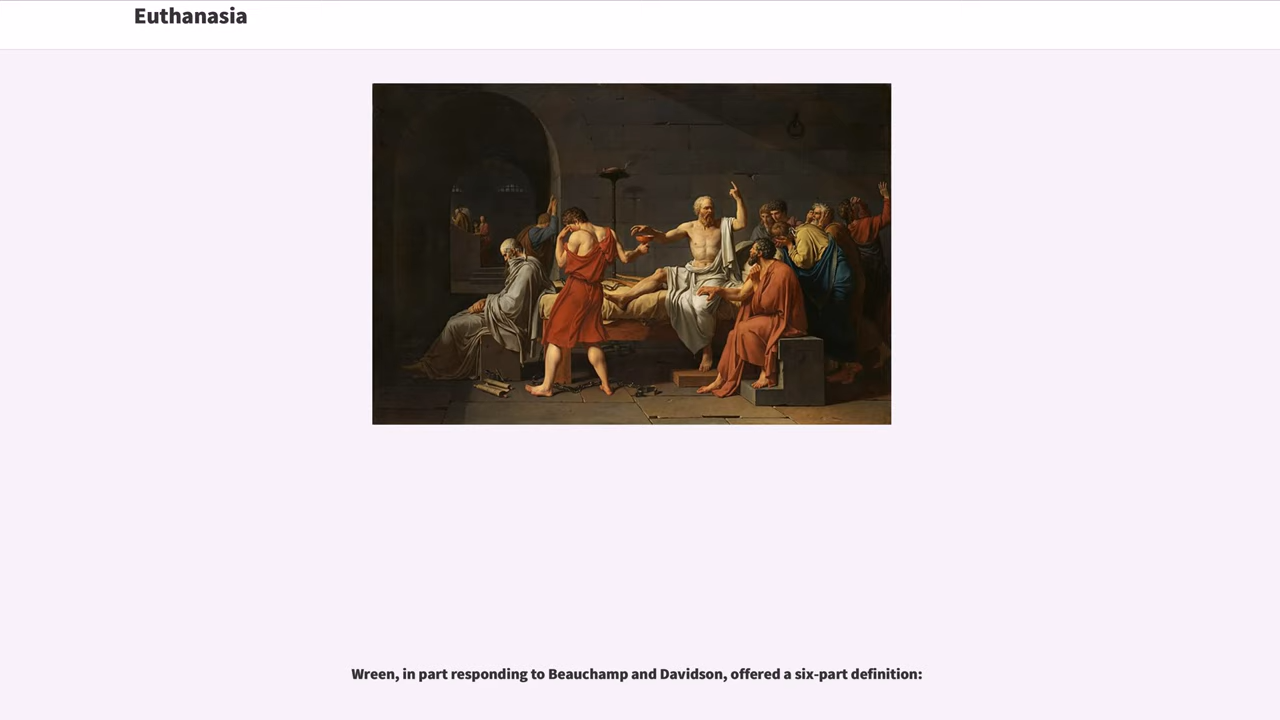 Euthanasia
Wreen, in part responding to Beauchamp and Davidson, offered a six-part definition: